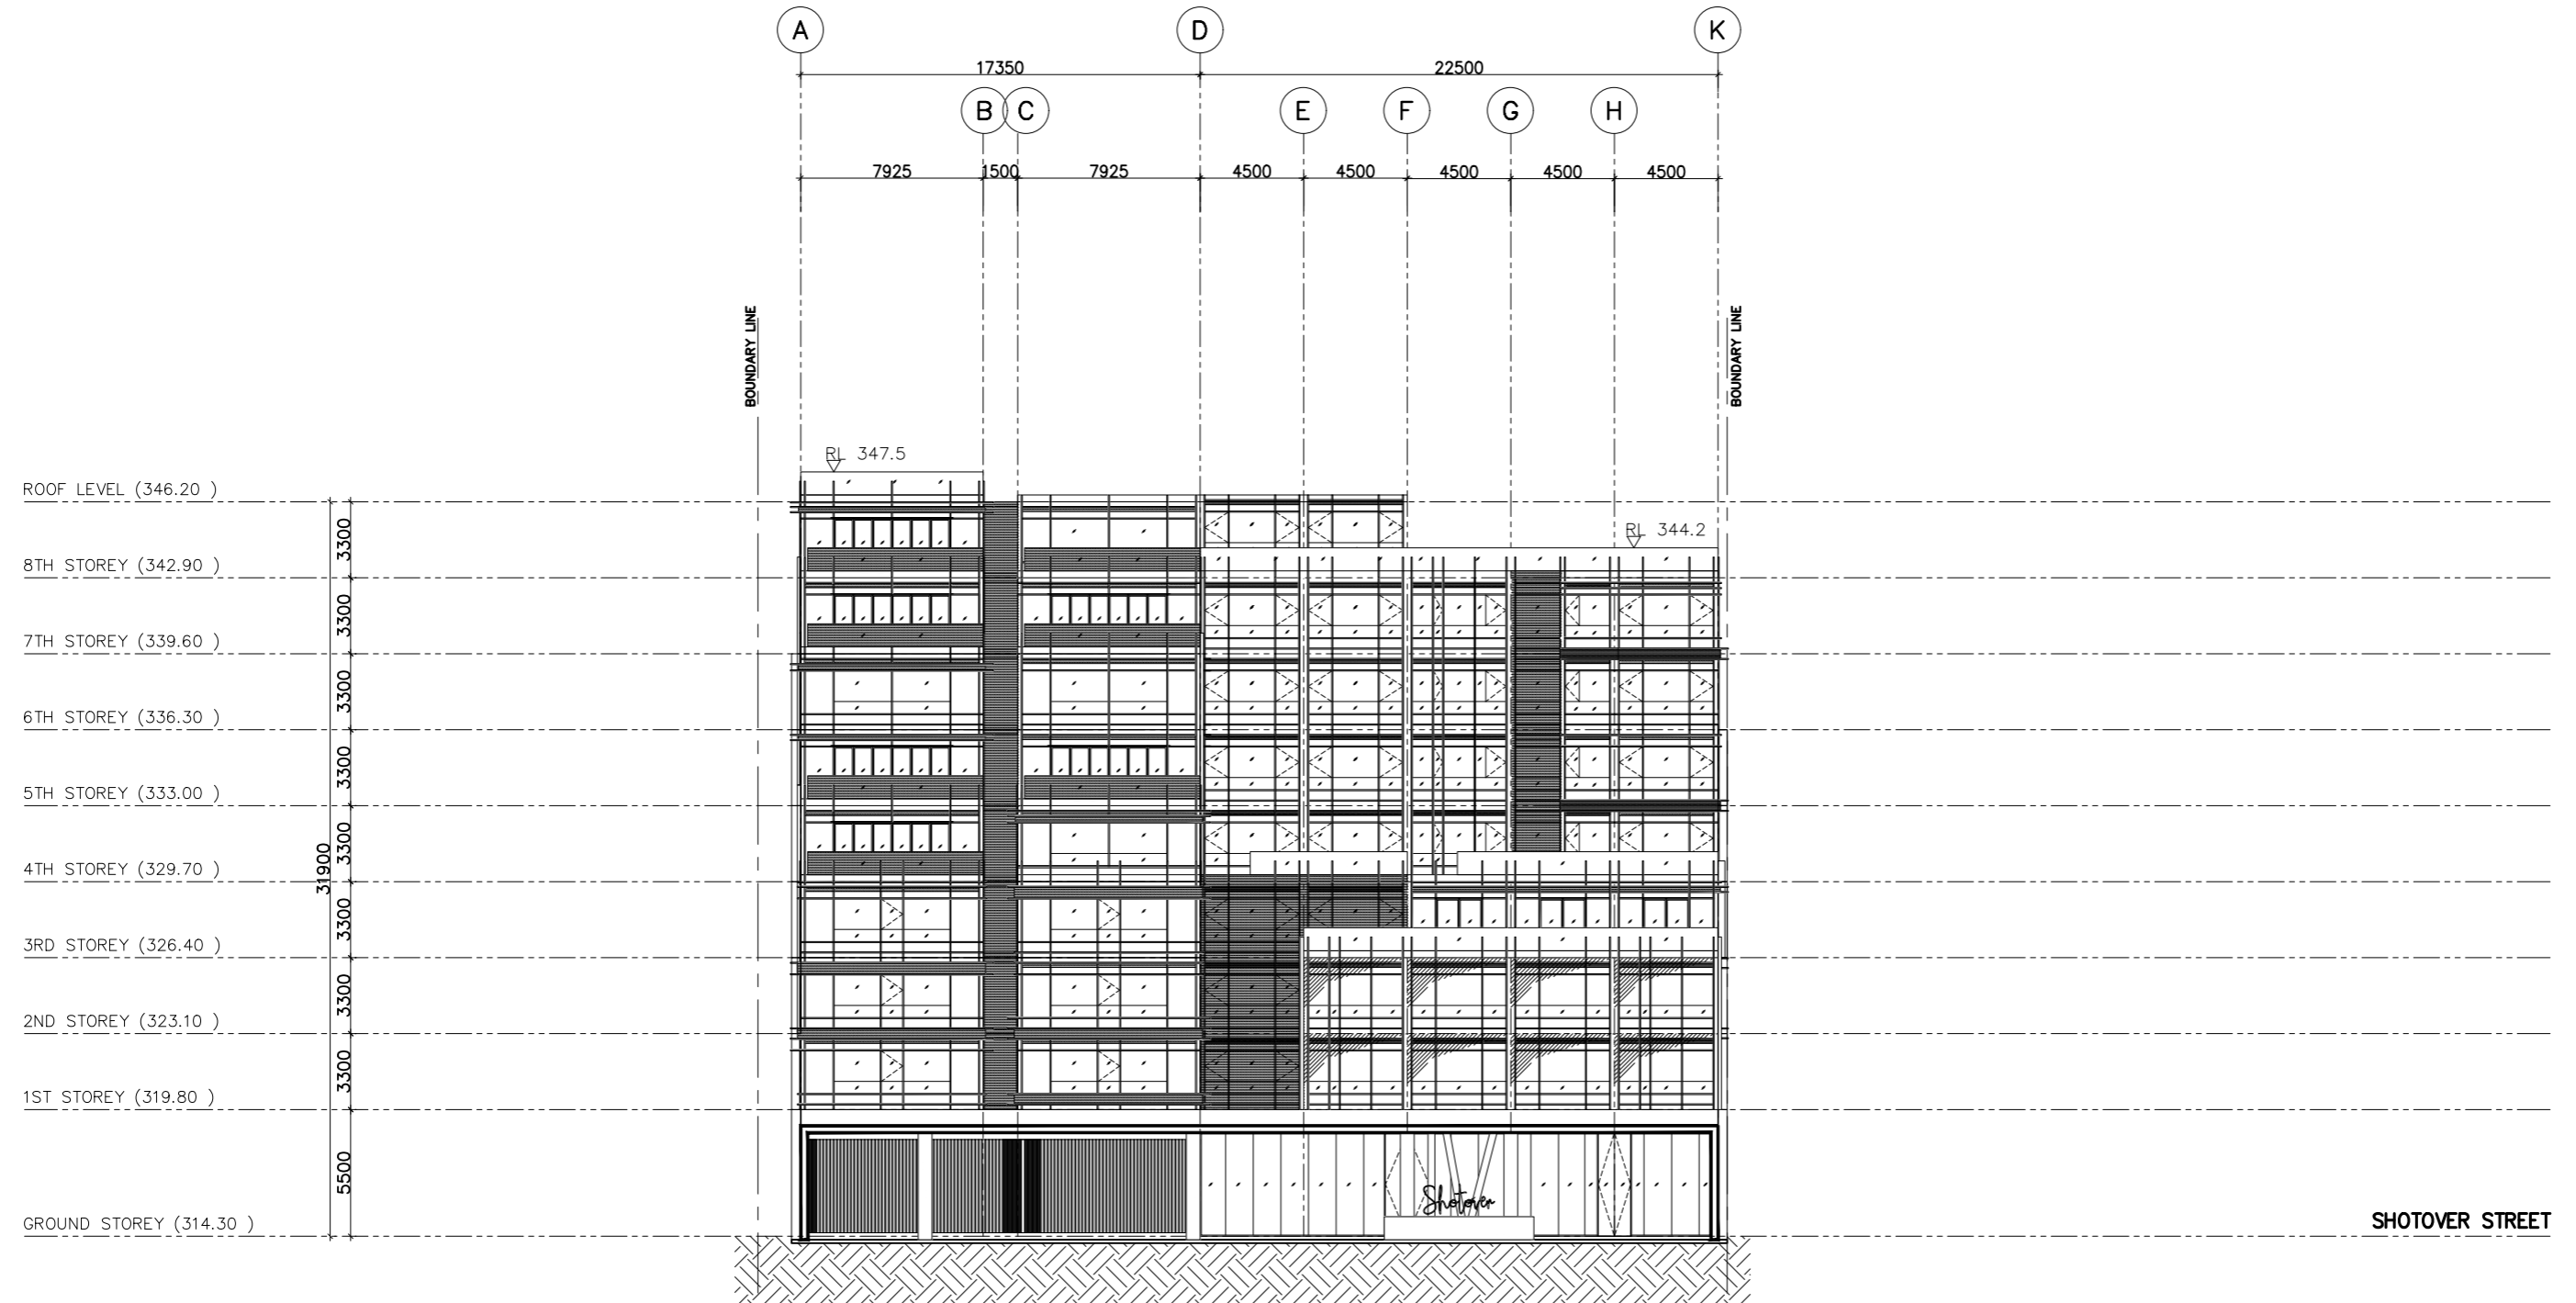 A D K
17350 22500
B C E F G H
7925 1500 7925 4500 4500 4500 4500 4500
BOUNDARY LINE
BOUNDARY LINE
RL 347.5
ROOF LEVEL (346.20 )
3300
RL 344.2
8TH STOREY (342.90 )
3300
7TH STOREY (339.60 )
3300
6TH STOREY (336.30 )
3300
5TH STOREY (333.00 )
3300
31900
4TH STOREY (329.70 )
3300
3RD STOREY (326.40 )
3300
2ND STOREY (323.10 )
3300
1ST STOREY (319.80 )
5500
Shotover
GROUND STOREY (314.30 )
SHOTOVER STREET